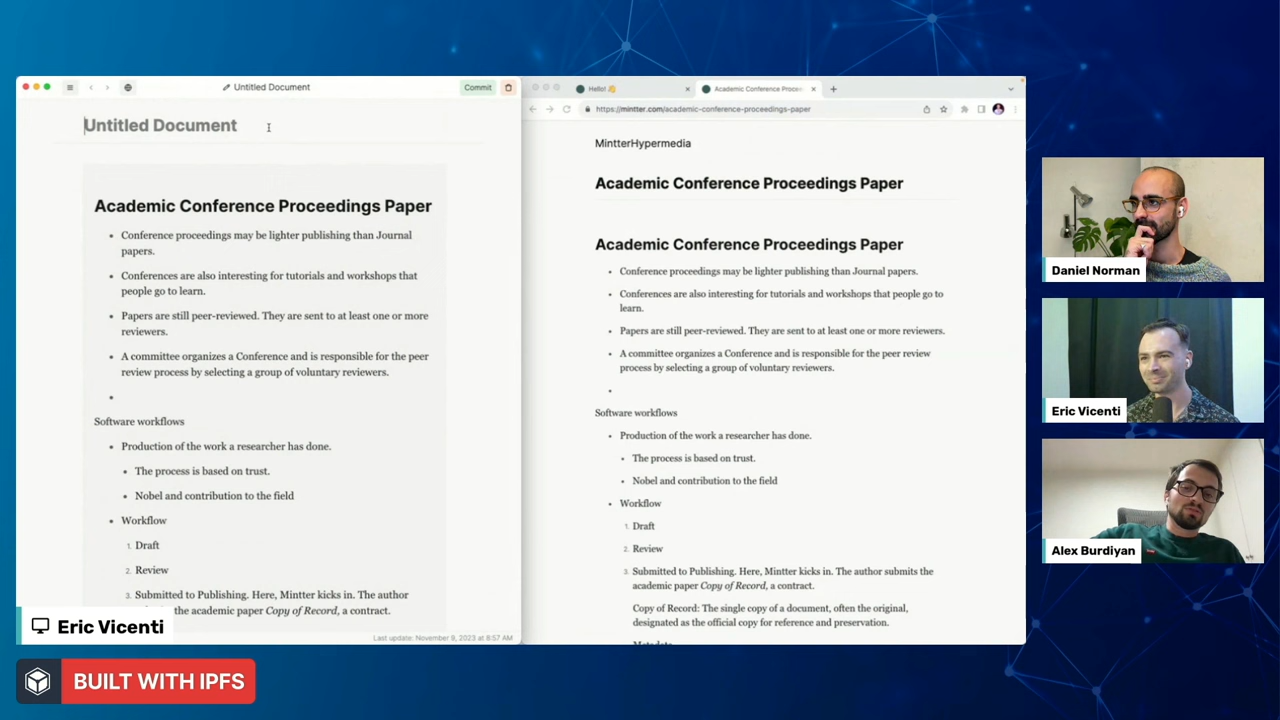 Untitled Document
Commit
Untitled Document
Academic Conference Proceedings Paper
• Conference proceedings may be lighter publishing than Journal
papers.
• Conferences are also interesting for tutorials and workshops that
people go to learn.
• Papers are still peer-reviewed. They are sent to at least one or more
reviewers.
• A committee organizes a Conference and is responsible for the peer
review process by selecting a group of voluntary reviewers.
•
Software workflows
• Production of the work a researcher has done.
• The process is based on trust.
• Nobel and contribution to the field
• Workflow
1. Draft
2. Review
3. Submitted to Publishing. Here, Mintter kicks in. The author
the academic paper Copy of Record, a contract.
Last update: November 9, 2023 at 8:57 AM
Eric Vicenti
Hello! 👋
Academic Conference Procee
https://mintter.com/academic-conference-proceedings-paper
MintterHypermedia
Academic Conference Proceedings Paper
Academic Conference Proceedings Paper
• Conference proceedings may be lighter publishing than Journal papers.
• Conferences are also interesting for tutorials and workshops that people go to
learn.
• Papers are still peer-reviewed. They are sent to at least one or more reviewers.
• A committee organizes a Conference and is responsible for the peer review
process by selecting a group of voluntary reviewers.
•
Software workflows
• Production of the work a researcher has done.
• The process is based on trust.
• Nobel and contribution to the field
• Workflow
1. Draft
2. Review
3. Submitted to Publishing. Here, Mintter kicks in. The author submits the
academic paper Copy of Record, a contract.
Copy of Record: The single copy of a document, often the original,
designated as the official copy for reference and preservation.
Metadata
Daniel Norman
Eric Vicenti
Alex Burdiyan
BUILT WITH IPFS